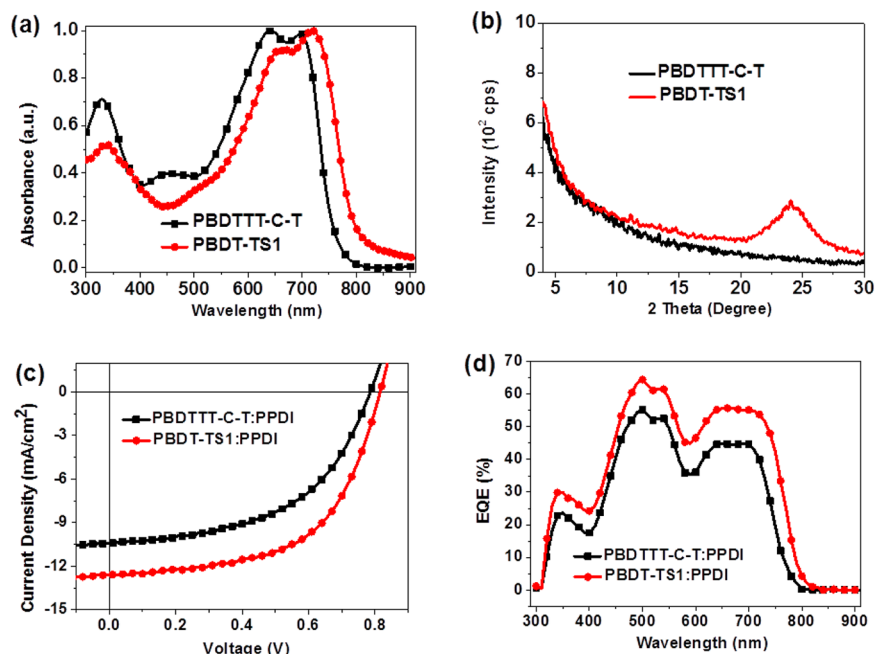 (a)
1.0
0.8
0.6
0.4
0.2
0.0
Absorbance (a.u.)
PBDTTT-C-T
PBDT-TS1
300 400 500 600 700 800 900
Wavelength (nm)
(b)
10
8
6
4
2
0
Intensity (10² cps)
PBDTTT-C-T
PBDT-TS1
5 10 15 20 25 30
2 Theta (Degree)
(c)
0
-3
-6
-9
-12
-15
Current Density (mA/cm²)
PBDTTT-C-T:PPDI
PBDT-TS1:PPDI
0.0 0.2 0.4 0.6 0.8
Voltage (V)
(d)
70
60
50
40
30
20
10
0
EQE (%)
PBDTTT-C-T:PPDI
PBDT-TS1:PPDI
300 400 500 600 700 800 900
Wavelength (nm)